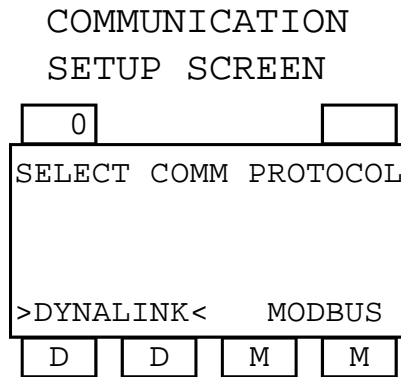 COMMUNICATION
SETUP SCREEN
0
SELECT COMM PROTOCOL
>DYNALINK< MODBUS
D D M M